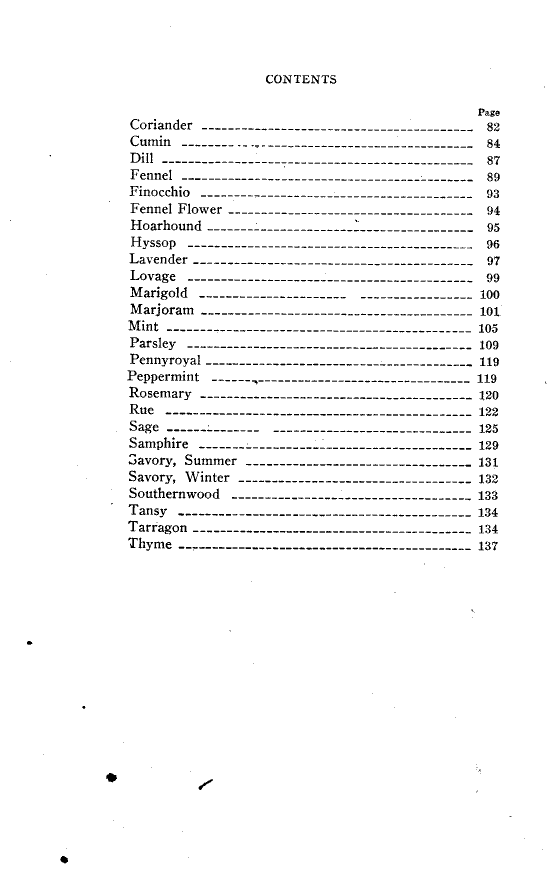 CONTENTS
Page
Coriander 82
Cumin 84
Dill 87
Fennel 89
Finocchio 93
Fennel Flower 94
Hoarhound 95
Hyssop 96
Lavender 97
Lovage 99
Marigold 100
Marjoram 101
Mint 105
Parsley 109
Pennyroyal 119
Peppermint 119
Rosemary 120
Rue 122
Sage 125
Samphire 129
Savory, Summer 131
Savory, Winter 132
Southernwood 133
Tansy 134
Tarragon 134
Thyme 137